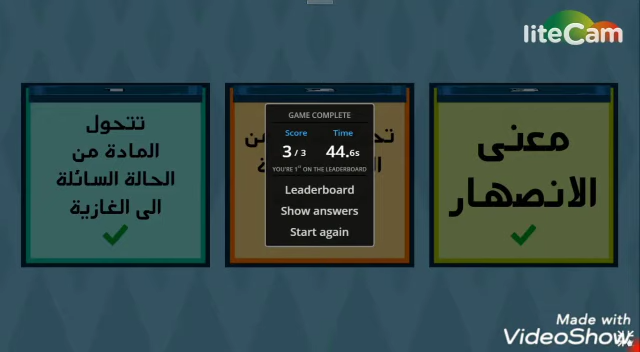 liteCam
تتحول
المادة من
الحالة السائلة
الى الغازية
معنى
الانصهار
GAME COMPLETE
Score Time
3 / 3 44.6s
YOU'RE 1ST ON THE LEADERBOARD
Leaderboard
Show answers
Start again
Made with
VideoShow